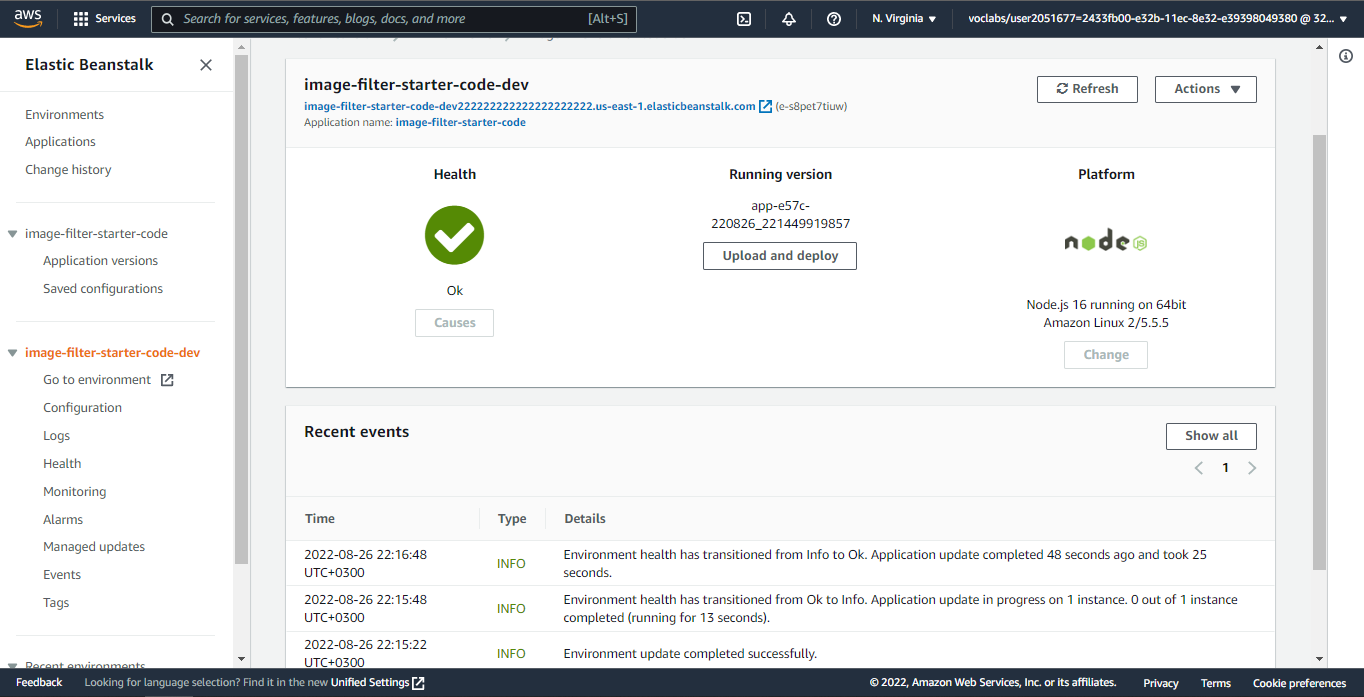 aws
Services
Search for services, features, blogs, docs, and more
[Alt+S]
N. Virginia
voclabs/user2051677=2433fb00-e32b-11ec-8e32-e39398049380 @ 32...
Elastic Beanstalk
Environments
Applications
Change history
image-filter-starter-code
Application versions
Saved configurations
image-filter-starter-code-dev
Go to environment
Configuration
Logs
Health
Monitoring
Alarms
Managed updates
Events
Tags
Recent environments
image-filter-starter-code-dev
(e-s8pet7tiuw)
Application name: image-filter-starter-code
Refresh
Actions
Health
Ok
Causes
Running version
app-e57c-
220826_221449919857
Upload and deploy
Platform
node
JS
Node.js 16 running on 64bit
Amazon Linux 2/5.5.5
Change
Recent events
Show all
1
Time
Type
Details
2022-08-26 22:16:48
UTC+0300
INFO
Environment health has transitioned from Info to Ok. Application update completed 48 seconds ago and took 25
seconds.
2022-08-26 22:15:48
UTC+0300
INFO
Environment health has transitioned from Ok to Info. Application update in progress on 1 instance. 0 out of 1 instance
completed (running for 13 seconds).
2022-08-26 22:15:22
UTC+0300
INFO
Environment update completed successfully.
Feedback
Looking for language selection? Find it in the new Unified Settings
© 2022, Amazon Web Services, Inc. or its affiliates.
Privacy
Terms
Cookie preferences